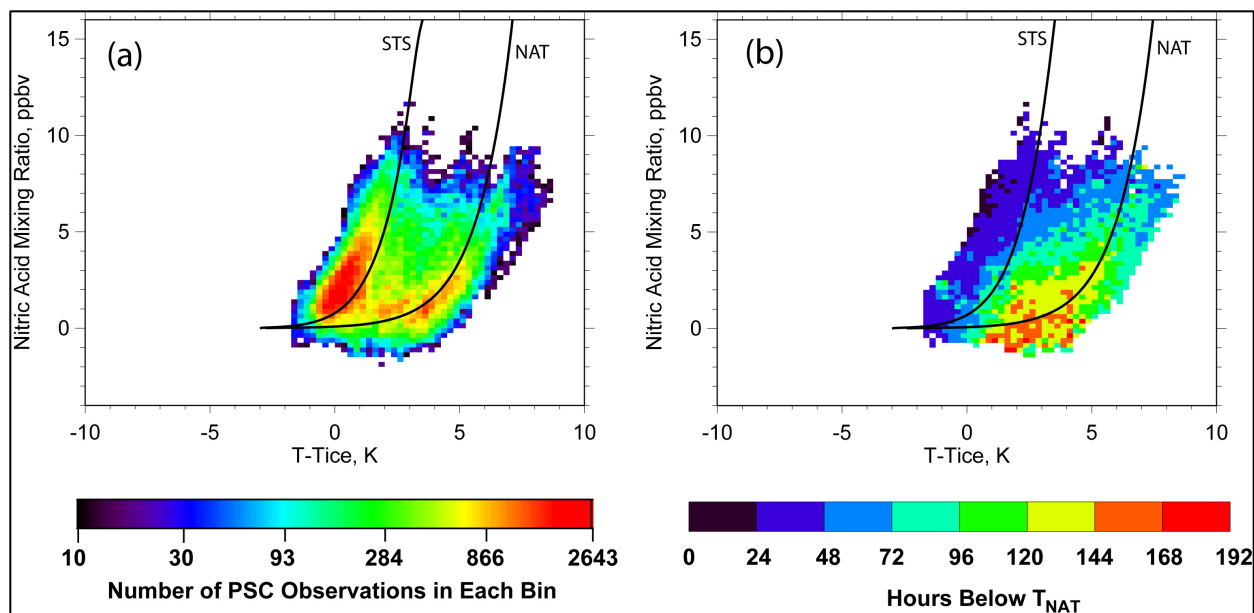 (a)
STS
NAT
Nitric Acid Mixing Ratio, ppbv
15
10
5
0
-10 -5 0 5 10
T-Tice, K
10 30 93 284 866 2643
Number of PSC Observations in Each Bin
(b)
STS
NAT
Nitric Acid Mixing Ratio, ppbv
15
10
5
0
-10 -5 0 5 10
T-Tice, K
0 24 48 72 96 120 144 168 192
Hours Below TNAT